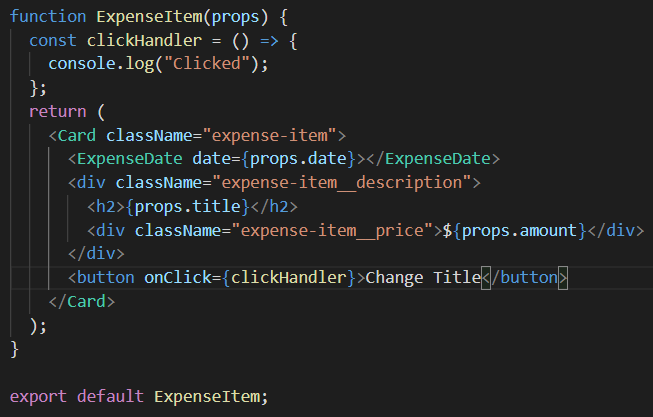 function ExpenseItem(props) {
  const clickHandler = () => {
    console.log("Clicked");
  };
  return (
    <Card className="expense-item">
      <ExpenseDate date={props.date}></ExpenseDate>
      <div className="expense-item__description">
        <h2>{props.title}</h2>
        <div className="expense-item__price">${props.amount}</div>
      </div>
      <button onClick={clickHandler}>Change Title</button>
    </Card>
  );
}

export default ExpenseItem;